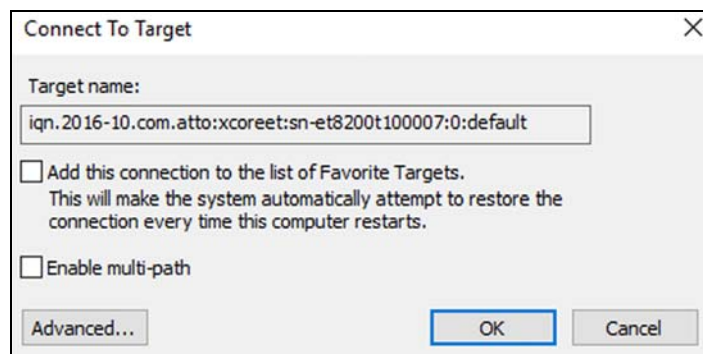 Connect To Target
Target name:
iqn.2016-10.com.atto:xcoreet:sn-et8200t100007:0:default
Add this connection to the list of Favorite Targets.
This will make the system automatically attempt to restore the
connection every time this computer restarts.
Enable multi-path
Advanced... OK Cancel